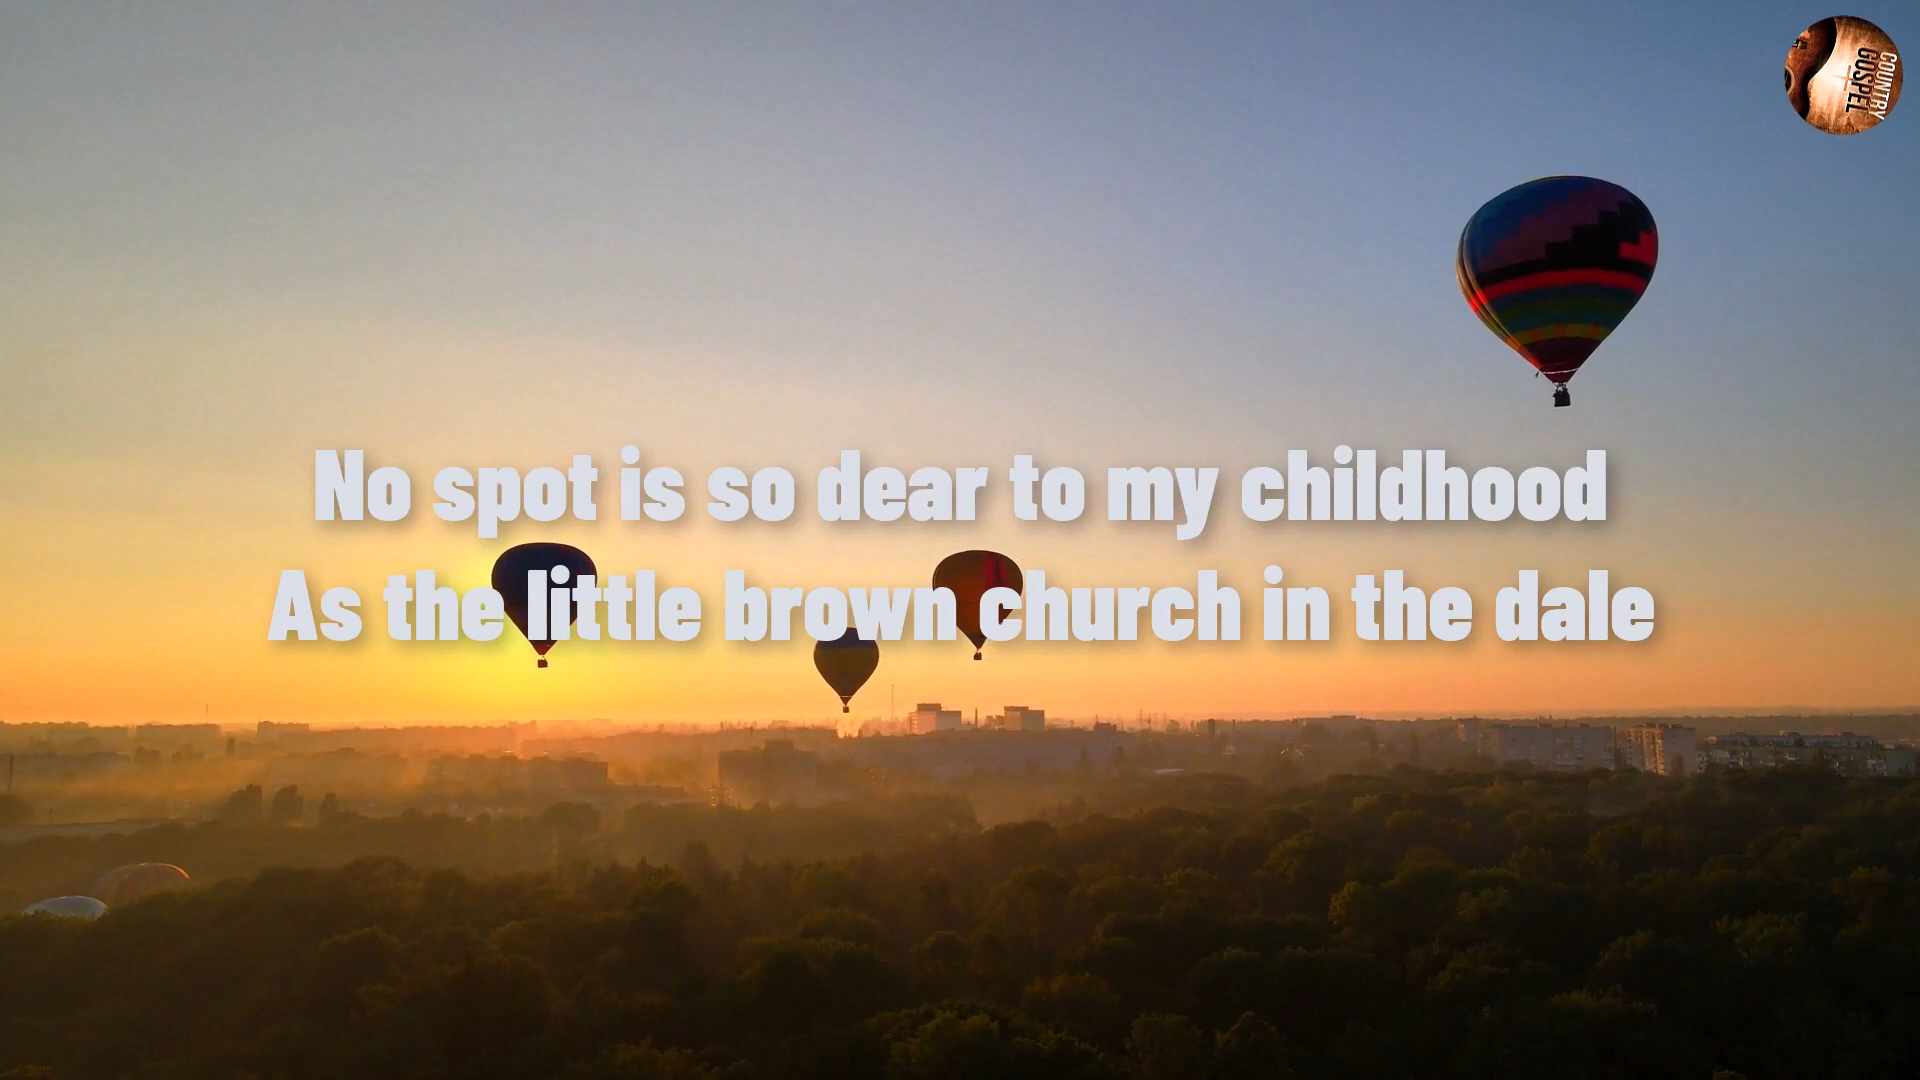 COUNTRY
GOSPEL
No spot is so dear to my childhood
As the little brown church in the dale